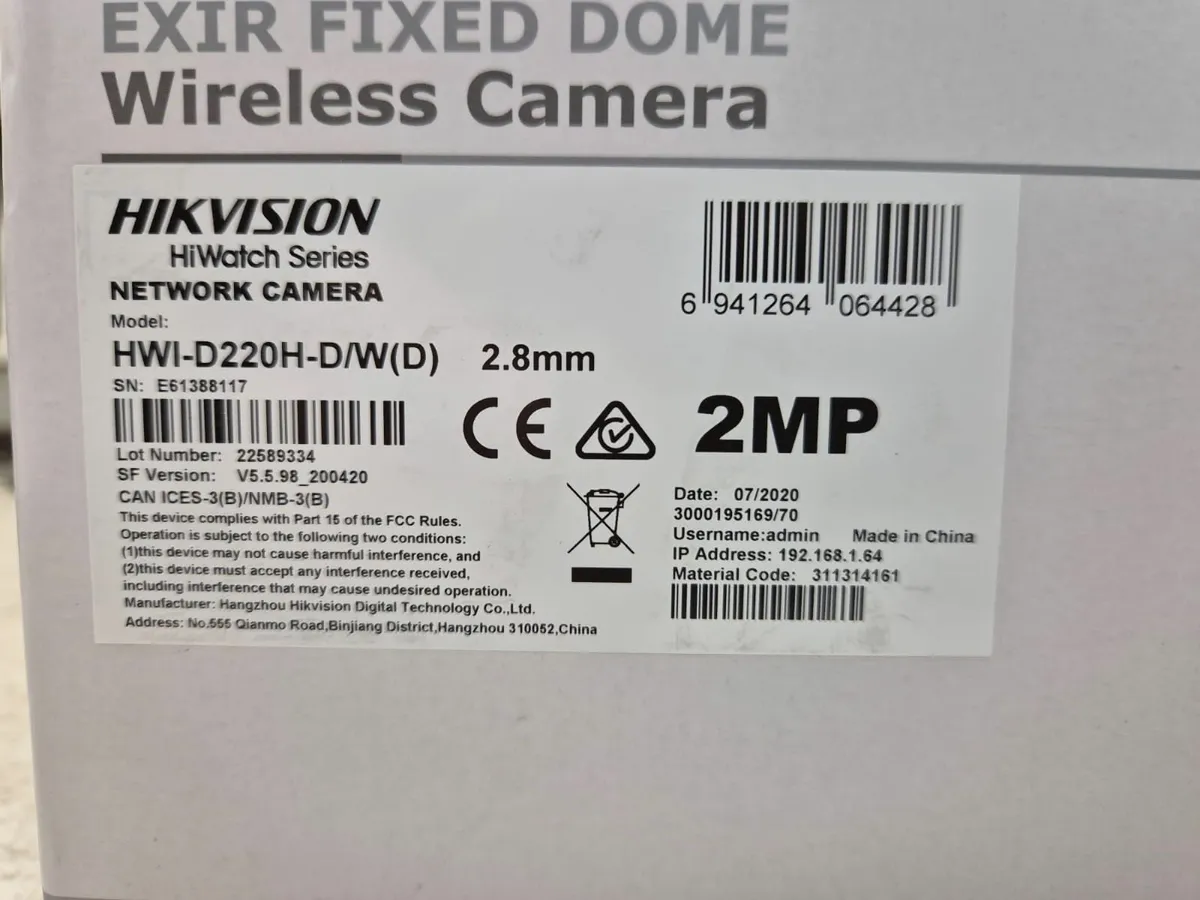 EXIR FIXED DOME
Wireless Camera
HIKVISION
HiWatch Series
NETWORK CAMERA
Model:
HWI-D220H-D/W(D) 2.8mm
SN: E61388117
Lot Number: 22589334
SF Version: V5.5.98_200420
CAN ICES-3(B)/NMB-3(B)
This device complies with Part 15 of the FCC Rules.
Operation is subject to the following two conditions:
(1)this device may not cause harmful interference, and
(2)this device must accept any interference received,
including interference that may cause undesired operation.
Manufacturer: Hangzhou Hikvision Digital Technology Co.,Ltd.
Address: No.555 Qianmo Road,Binjiang District,Hangzhou 310052,China
6 941264 064428
CE
2MP
Date: 07/2020
3000195169/70
Username:admin Made in China
IP Address: 192.168.1.64
Material Code: 311314161